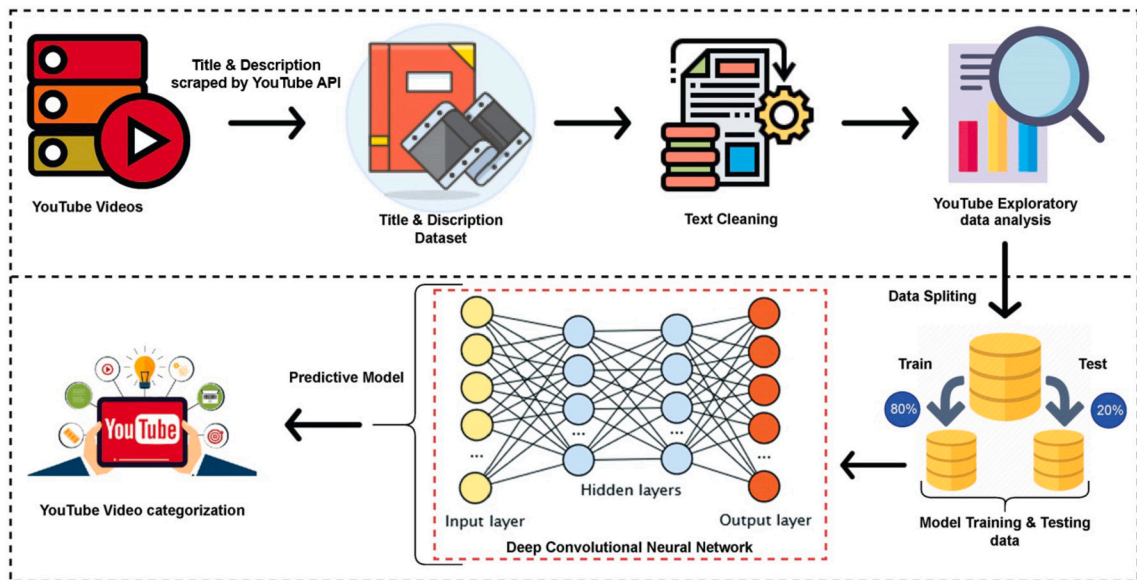 Title & Description
scraped by YouTube API
YouTube Videos
Title & Discription
Dataset
Text Cleaning
YouTube Exploratory
data analysis
Data Spliting
Train
Test
80%
20%
Model Training & Testing
data
Input layer
...
Hidden layers
...
...
Output layer
...
Deep Convolutional Neural Network
Predictive Model
YouTube
YouTube Video categorization